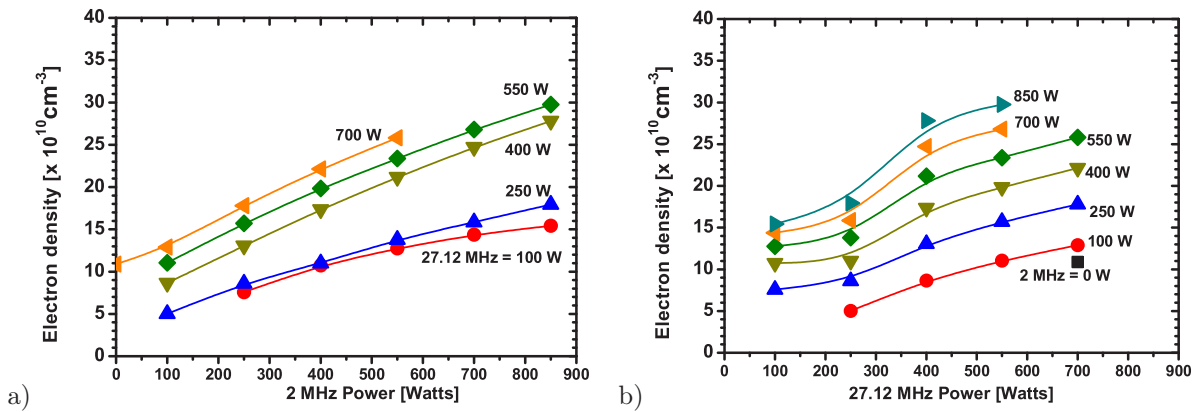 40
35
30
25
20
15
10
5
0
Electron density [x 10^10 cm^-3]
550 W
700 W
400 W
250 W
27.12 MHz = 100 W
0 100 200 300 400 500 600 700 800 900
2 MHz Power [Watts]
a)
40
35
30
25
20
15
10
5
0
Electron density [x 10^10 cm^-3]
850 W
700 W
550 W
400 W
250 W
100 W
2 MHz = 0 W
0 100 200 300 400 500 600 700 800 900
27.12 MHz Power [Watts]
b)